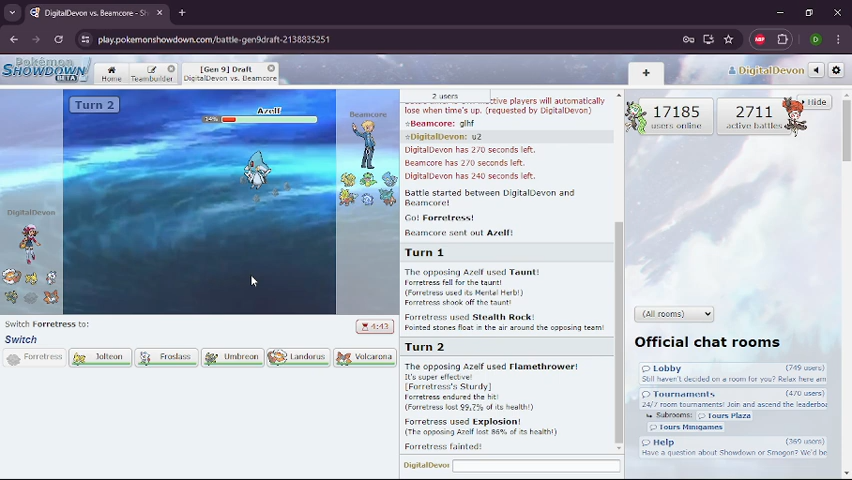 DigitalDevon vs. Beamcore - Sh
play.pokemonshowdown.com/battle-gen9draft-2138835251
ABP
D
Pokémon
SHOWDOWN
BETA
Home
Teambuilder
[Gen 9] Draft
DigitalDevon vs. Beamcore
+
DigitalDevon
Turn 2
Azelf
14%
Beamcore
DigitalDevon
Switch Forretress to:
4:43
Switch
Forretress
Jolteon
Froslass
Umbreon
Landorus
Volcarona
2 users
lose when time's up. (requested by DigitalDevon)
☆Beamcore: glhf
☆DigitalDevon: u2
DigitalDevon has 270 seconds left.
Beamcore has 270 seconds left.
DigitalDevon has 240 seconds left.
Battle started between DigitalDevon and
Beamcore!
Go! Forretress!
Beamcore sent out Azelf!
Turn 1
The opposing Azelf used Taunt!
Forretress fell for the taunt!
(Forretress used its Mental Herb!)
Forretress shook off the taunt!
Forretress used Stealth Rock!
Pointed stones float in the air around the opposing team!
Turn 2
The opposing Azelf used Flamethrower!
It's super effective!
[Forretress's Sturdy]
Forretress endured the hit!
(Forretress lost 99.7% of its health!)
Forretress used Explosion!
(The opposing Azelf lost 86% of its health!)
Forretress fainted!
DigitalDevon
17185
users online
2711
active battles
Hide
(All rooms)
Official chat rooms
Lobby
(749 users)
Still haven't decided on a room for you? Relax here am
Tournaments
(470 users)
24/7 room tournaments! Join and ascend the leaderbo
Subrooms:
Tours Plaza
Tours Minigames
Help
(369 users)
Have a question about Showdown or Smogon? We'd be